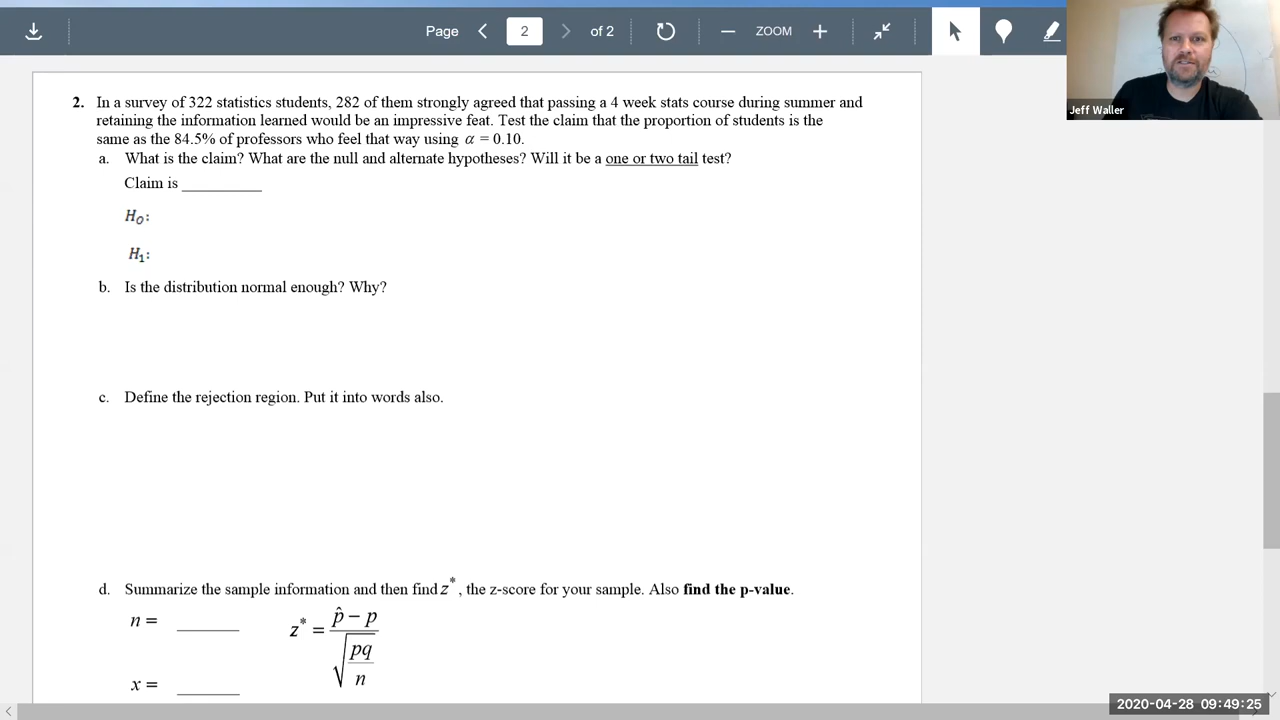 Page 2 of 2 ZOOM
Jeff Waller
2. In a survey of 322 statistics students, 282 of them strongly agreed that passing a 4 week stats course during summer and
retaining the information learned would be an impressive feat. Test the claim that the proportion of students is the
same as the 84.5% of professors who feel that way using α = 0.10.
a. What is the claim? What are the null and alternate hypotheses? Will it be a one or two tail test?
Claim is __________
H₀:
H₁:
b. Is the distribution normal enough? Why?
c. Define the rejection region. Put it into words also.
d. Summarize the sample information and then find z*, the z-score for your sample. Also find the p-value.
n = ________ z* = (p̂ − p) / √(pq/n)
x = ________
2020-04-28 09:49:25